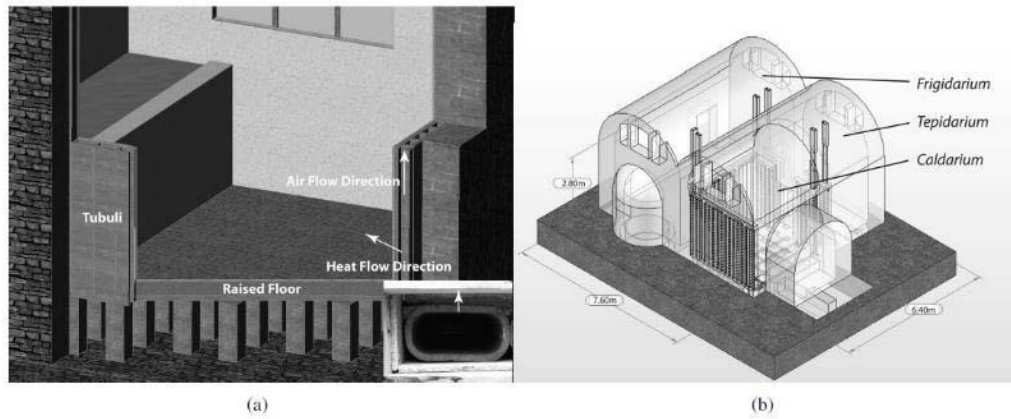 Air Flow Direction
Tubuli
Heat Flow Direction
Raised Floor
Frigidarium
Tepidarium
Caldarium
2.80m
7.60m
6.40m
(a)
(b)